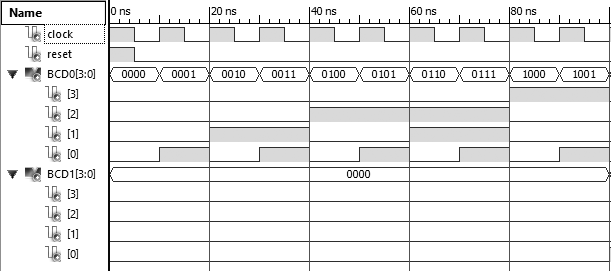 Name 0 ns 20 ns 40 ns 60 ns 80 ns
clock
reset
BCD0[3:0] 0000 0001 0010 0011 0100 0101 0110 0111 1000 1001
[3]
[2]
[1]
[0]
BCD1[3:0] 0000
[3]
[2]
[1]
[0]